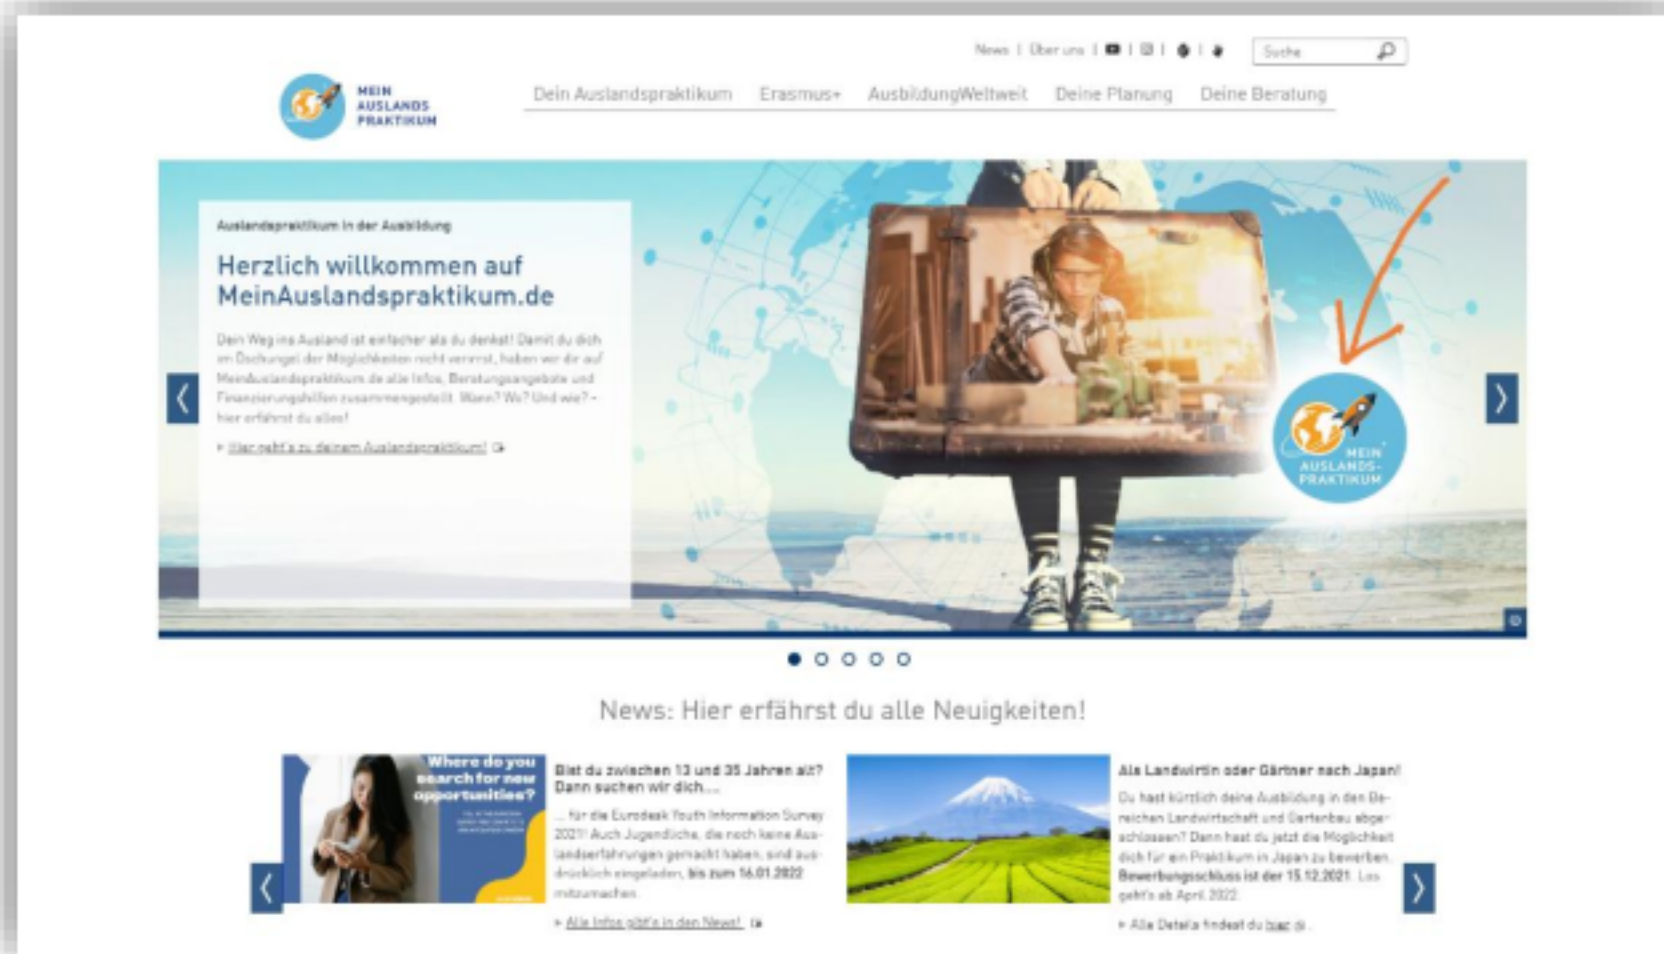 News | Über uns |
Suche
MEIN
AUSLANDS
PRAKTIKUM
Dein Auslandspraktikum Erasmus+ AusbildungWeltweit Deine Planung Deine Beratung
Auslandspraktikum in der Ausbildung
Herzlich willkommen auf
MeinAuslandspraktikum.de
Dein Weg ins Ausland ist einfacher als du denkst! Damit du dich
im Dschungel der Möglichkeiten nicht verirrst, haben wir dir auf
MeinAuslandspraktikum.de alle Infos, Beratungsangebote und
Finanzierungshilfen zusammengestellt. Wann? Wo? Und wie? –
hier erfährst du alles!
Hier geht's zu deinem Auslandspraktikum!
MEIN
AUSLANDS-
PRAKTIKUM
News: Hier erfährst du alle Neuigkeiten!
Where do you
search for new
opportunities?
Bist du zwischen 13 und 35 Jahren alt?
Dann suchen wir dich....
... für die Eurodesk Youth Information Survey
2021! Auch Jugendliche, die noch keine Aus-
landserfahrungen gemacht haben, sind aus-
drücklich eingeladen, bis zum 16.01.2022
mitzumachen.
Alle Infos gibt's in den News!
Als Landwirtin oder Gärtner nach Japan!
Du hast kürzlich deine Ausbildung in den Be-
reichen Landwirtschaft und Gartenbau abge-
schlossen? Dann hast du jetzt die Möglichkeit
dich für ein Praktikum in Japan zu bewerben.
Bewerbungsschluss ist der 15.12.2021. Los
geht's ab April 2022.
Alle Details findest du hier.